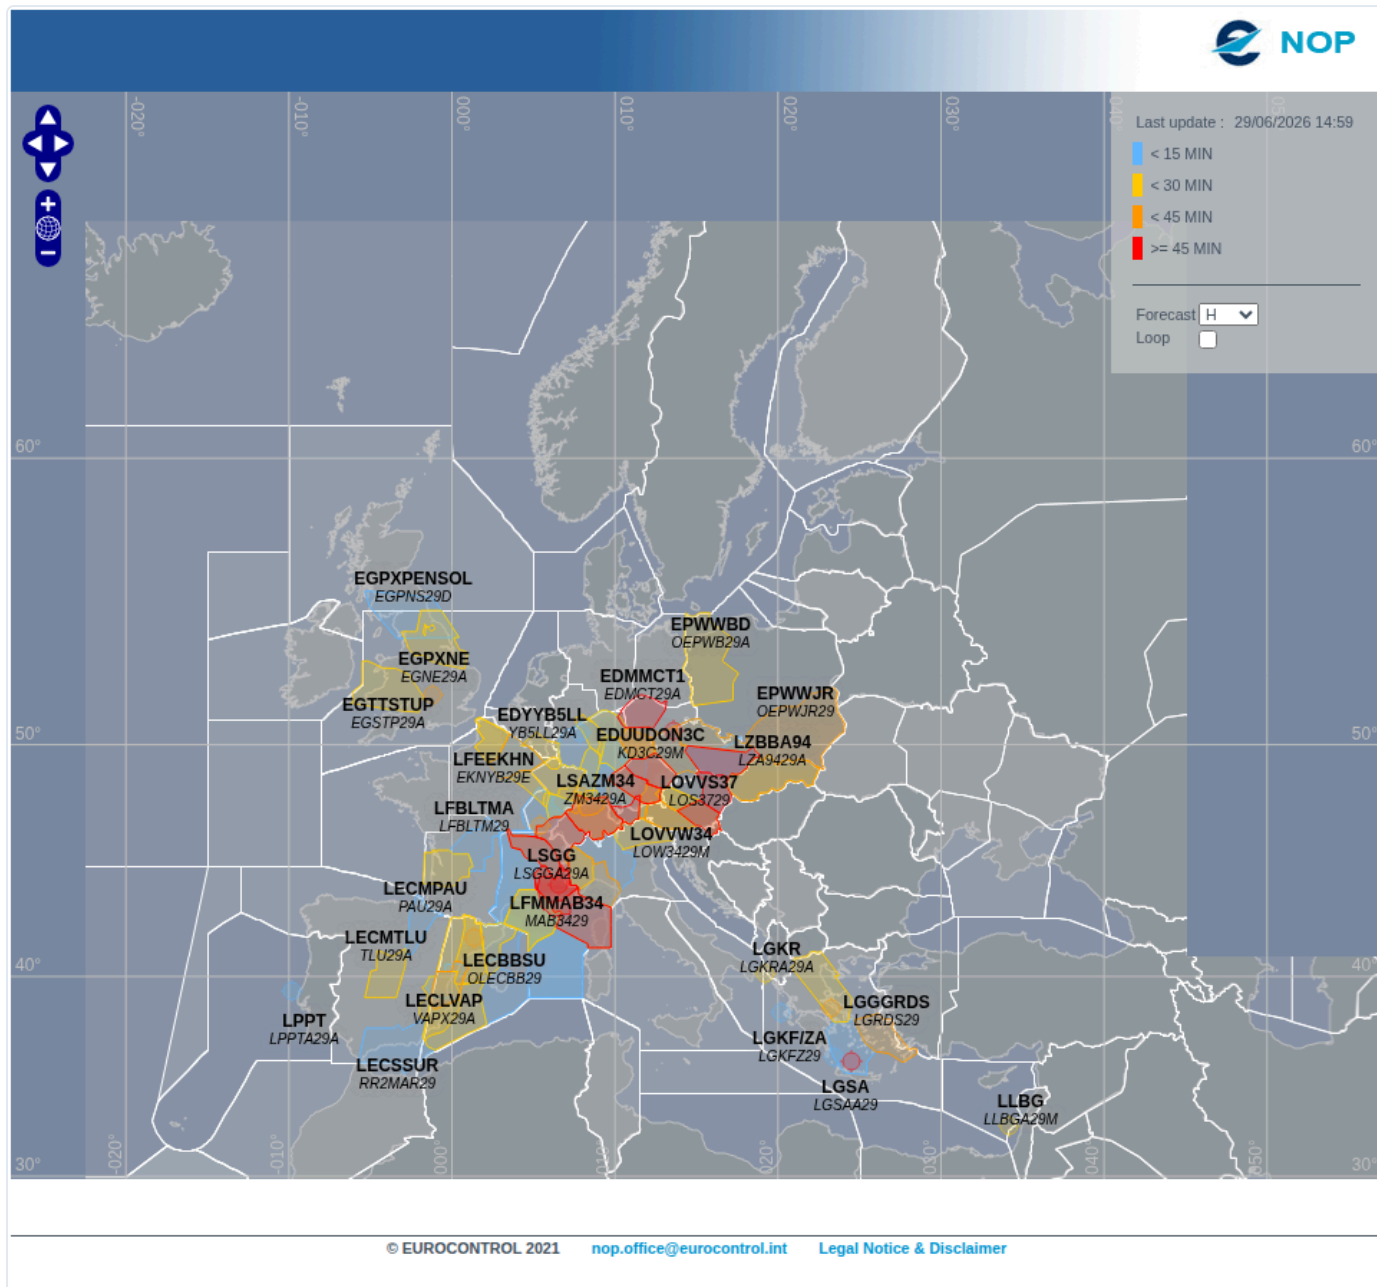 NOP
-020°
-010°
000°
010°
020°
030°
040°
Last update : 29/06/2026 14:59
< 15 MIN
< 30 MIN
< 45 MIN
>= 45 MIN
Forecast H
Loop
60°
60°
EGPXPENSOL
EGPNS29D
EPWWBD
OEPWB29A
EGPXNE
EGNE29A
EDMMCT1
EDMCT29A
EPWWJR
OEPWJR29
EGTTSTUP
EGSTP29A
EDYYB5LL
YB5LL29A
50°
50°
EDUUDON3C
KD3C29M
LZBBA94
LZA9429A
LFEEKHN
EKNYB29E
LSAZM34
ZM3429A
LOVVS37
LOS3729
LFBLTMA
LFBLTM29
LOVVW34
LOW3429M
LSGG
LSGGA29A
LECMPAU
PAU29A
LFMMAB34
MAB3429
LECMTLU
TLU29A
LGKR
LGKRA29A
LECBBSU
OLECBB29
40°
40°
LECLVAP
VAPX29A
LGGGRDS
LGRDS29
LPPT
LPPTA29A
LGKF/ZA
LGKFZ29
LECSSUR
RR2MAR29
LGSA
LGSAA29
LLBG
LLBGA29M
30°
-020°
-010°
000°
010°
020°
030°
040°
050°
30°
© EUROCONTROL 2021 nop.office@eurocontrol.int Legal Notice & Disclaimer